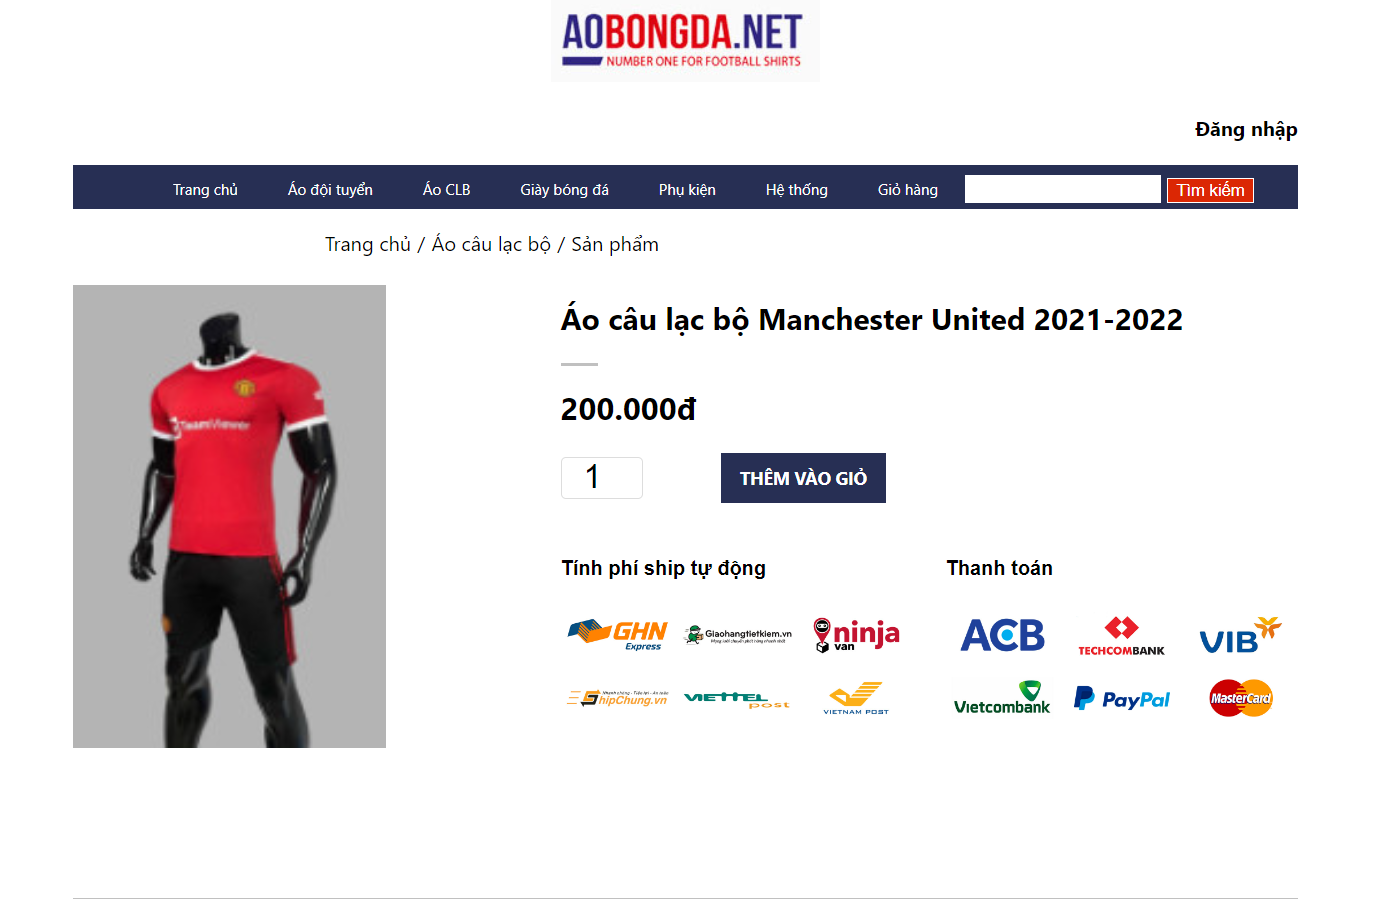 AOBONGDA.NET
NUMBER ONE FOR FOOTBALL SHIRTS
Đăng nhập
Trang chủ Áo đội tuyển Áo CLB Giày bóng đá Phụ kiện Hệ thống Giỏ hàng Tìm kiếm
Trang chủ / Áo câu lạc bộ / Sản phẩm
TeamViewer
Áo câu lạc bộ Manchester United 2021-2022
200.000đ
1 THÊM VÀO GIỎ
Tính phí ship tự động
GHN
Express
Giaohangtietkiem.vn
ninja
van
ShipChung.vn
VIETTEL
post
VIETNAM POST
Thanh toán
ACB
TECHCOMBANK
VIB
Vietcombank
PayPal
MasterCard